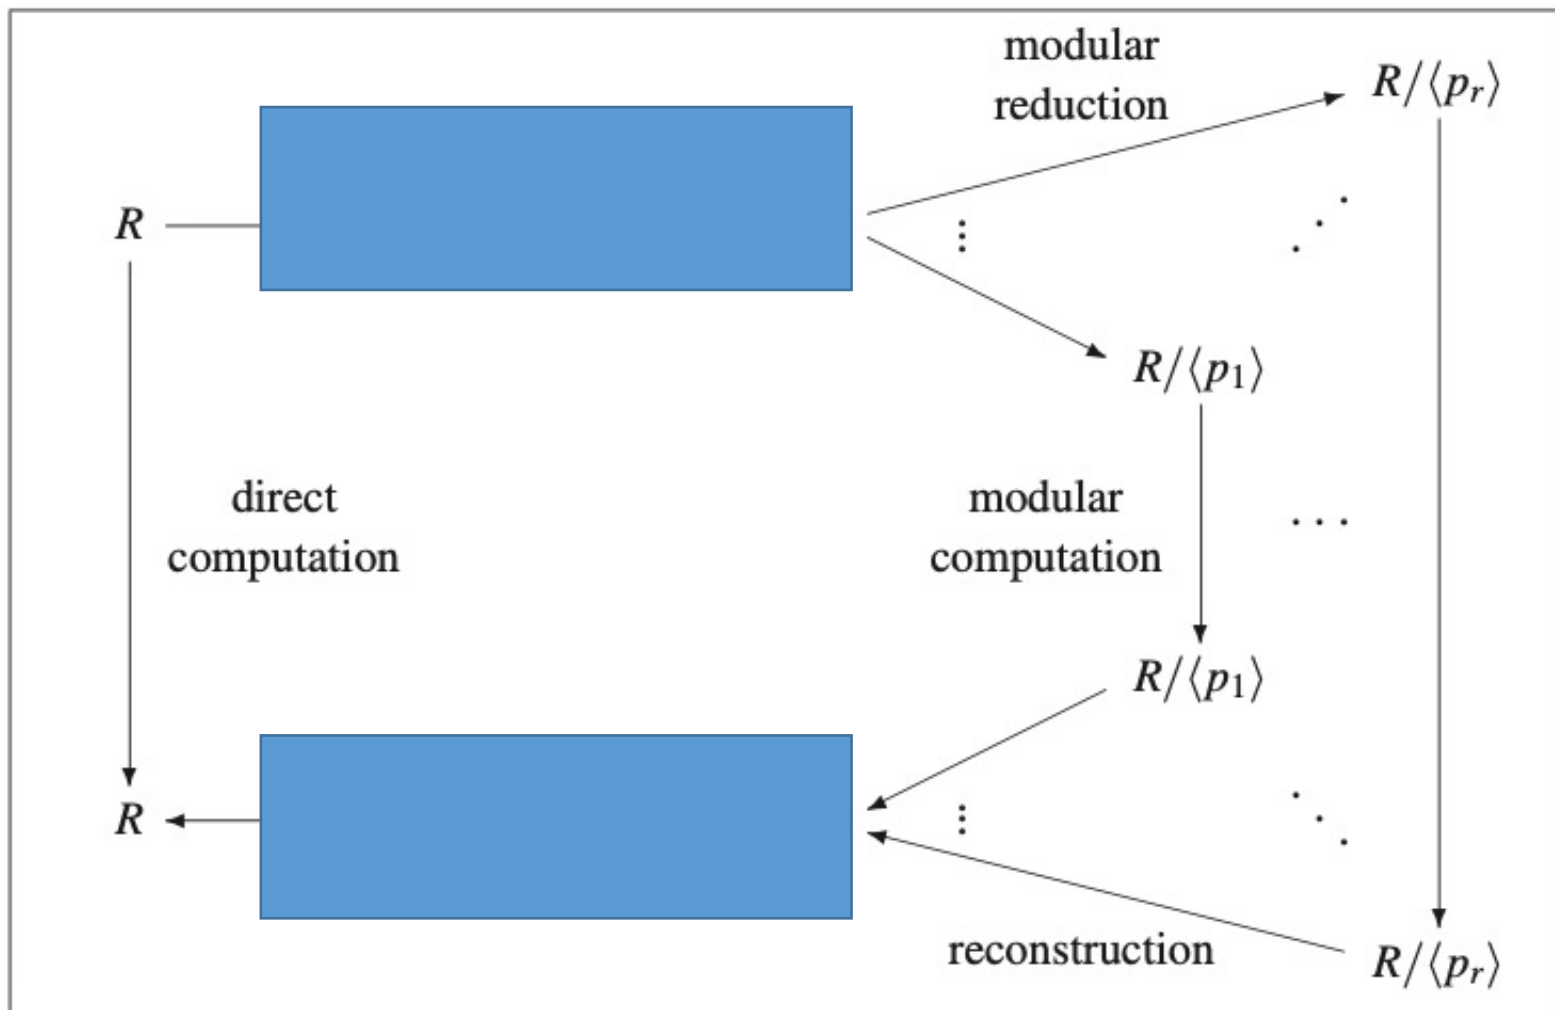 modular
reduction
R/⟨p_r⟩
R
R/⟨p_1⟩
direct
computation
modular
computation
R/⟨p_1⟩
R
reconstruction
R/⟨p_r⟩